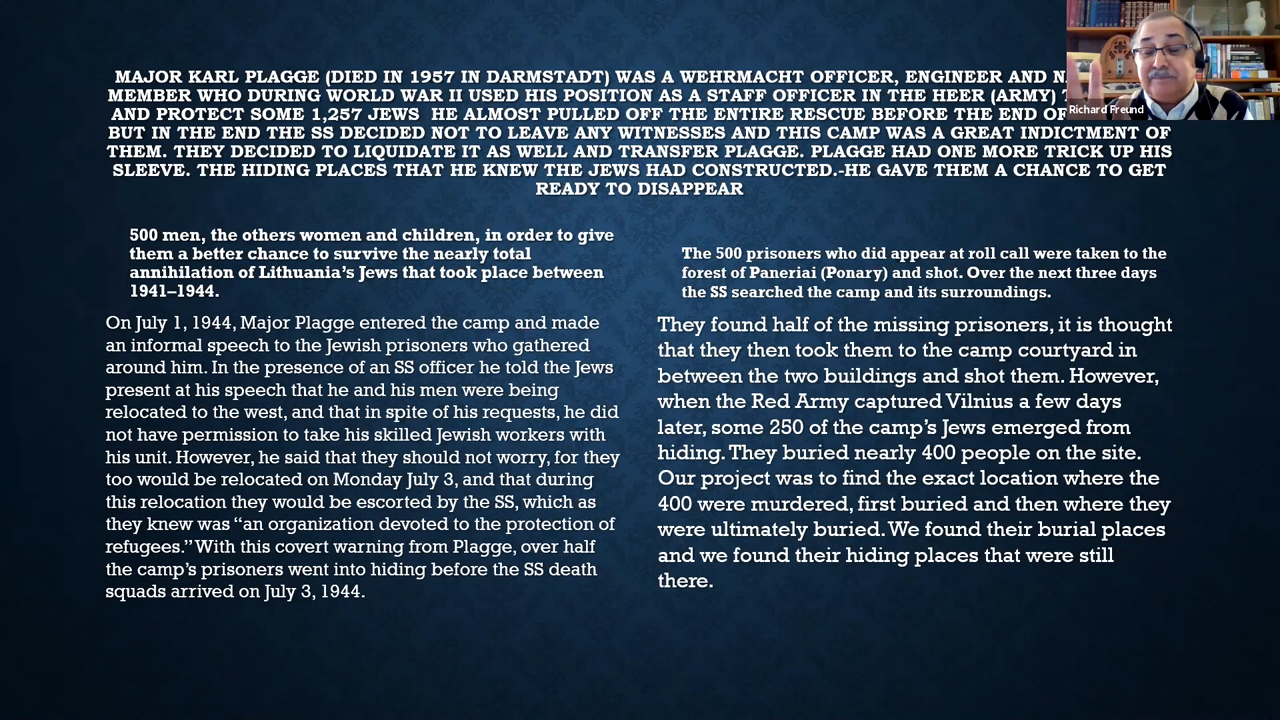 MAJOR KARL PLAGGE (DIED IN 1957 IN DARMSTADT) WAS A WEHRMACHT OFFICER, ENGINEER AND
MEMBER WHO DURING WORLD WAR II USED HIS POSITION AS A STAFF OFFICER IN THE HEER (ARMY)
AND PROTECT SOME 1,257 JEWS HE ALMOST PULLED OFF THE ENTIRE RESCUE BEFORE THE END
BUT IN THE END THE SS DECIDED NOT TO LEAVE ANY WITNESSES AND THIS CAMP WAS A GREAT INDICTMENT OF
THEM. THEY DECIDED TO LIQUIDATE IT AS WELL AND TRANSFER PLAGGE. PLAGGE HAD ONE MORE TRICK UP HIS
SLEEVE. THE HIDING PLACES THAT HE KNEW THE JEWS HAD CONSTRUCTED.-HE GAVE THEM A CHANCE TO GET
READY TO DISAPPEAR
Richard Freund
500 men, the others women and children, in order to give
them a better chance to survive the nearly total
annihilation of Lithuania's Jews that took place between
1941–1944.
On July 1, 1944, Major Plagge entered the camp and made
an informal speech to the Jewish prisoners who gathered
around him. In the presence of an SS officer he told the Jews
present at his speech that he and his men were being
relocated to the west, and that in spite of his requests, he did
not have permission to take his skilled Jewish workers with
his unit. However, he said that they should not worry, for they
too would be relocated on Monday July 3, and that during
this relocation they would be escorted by the SS, which as
they knew was “an organization devoted to the protection of
refugees.” With this covert warning from Plagge, over half
the camp's prisoners went into hiding before the SS death
squads arrived on July 3, 1944.
The 500 prisoners who did appear at roll call were taken to the
forest of Paneriai (Ponary) and shot. Over the next three days
the SS searched the camp and its surroundings.
They found half of the missing prisoners, it is thought
that they then took them to the camp courtyard in
between the two buildings and shot them. However,
when the Red Army captured Vilnius a few days
later, some 250 of the camp's Jews emerged from
hiding. They buried nearly 400 people on the site.
Our project was to find the exact location where the
400 were murdered, first buried and then where they
were ultimately buried. We found their burial places
and we found their hiding places that were still
there.